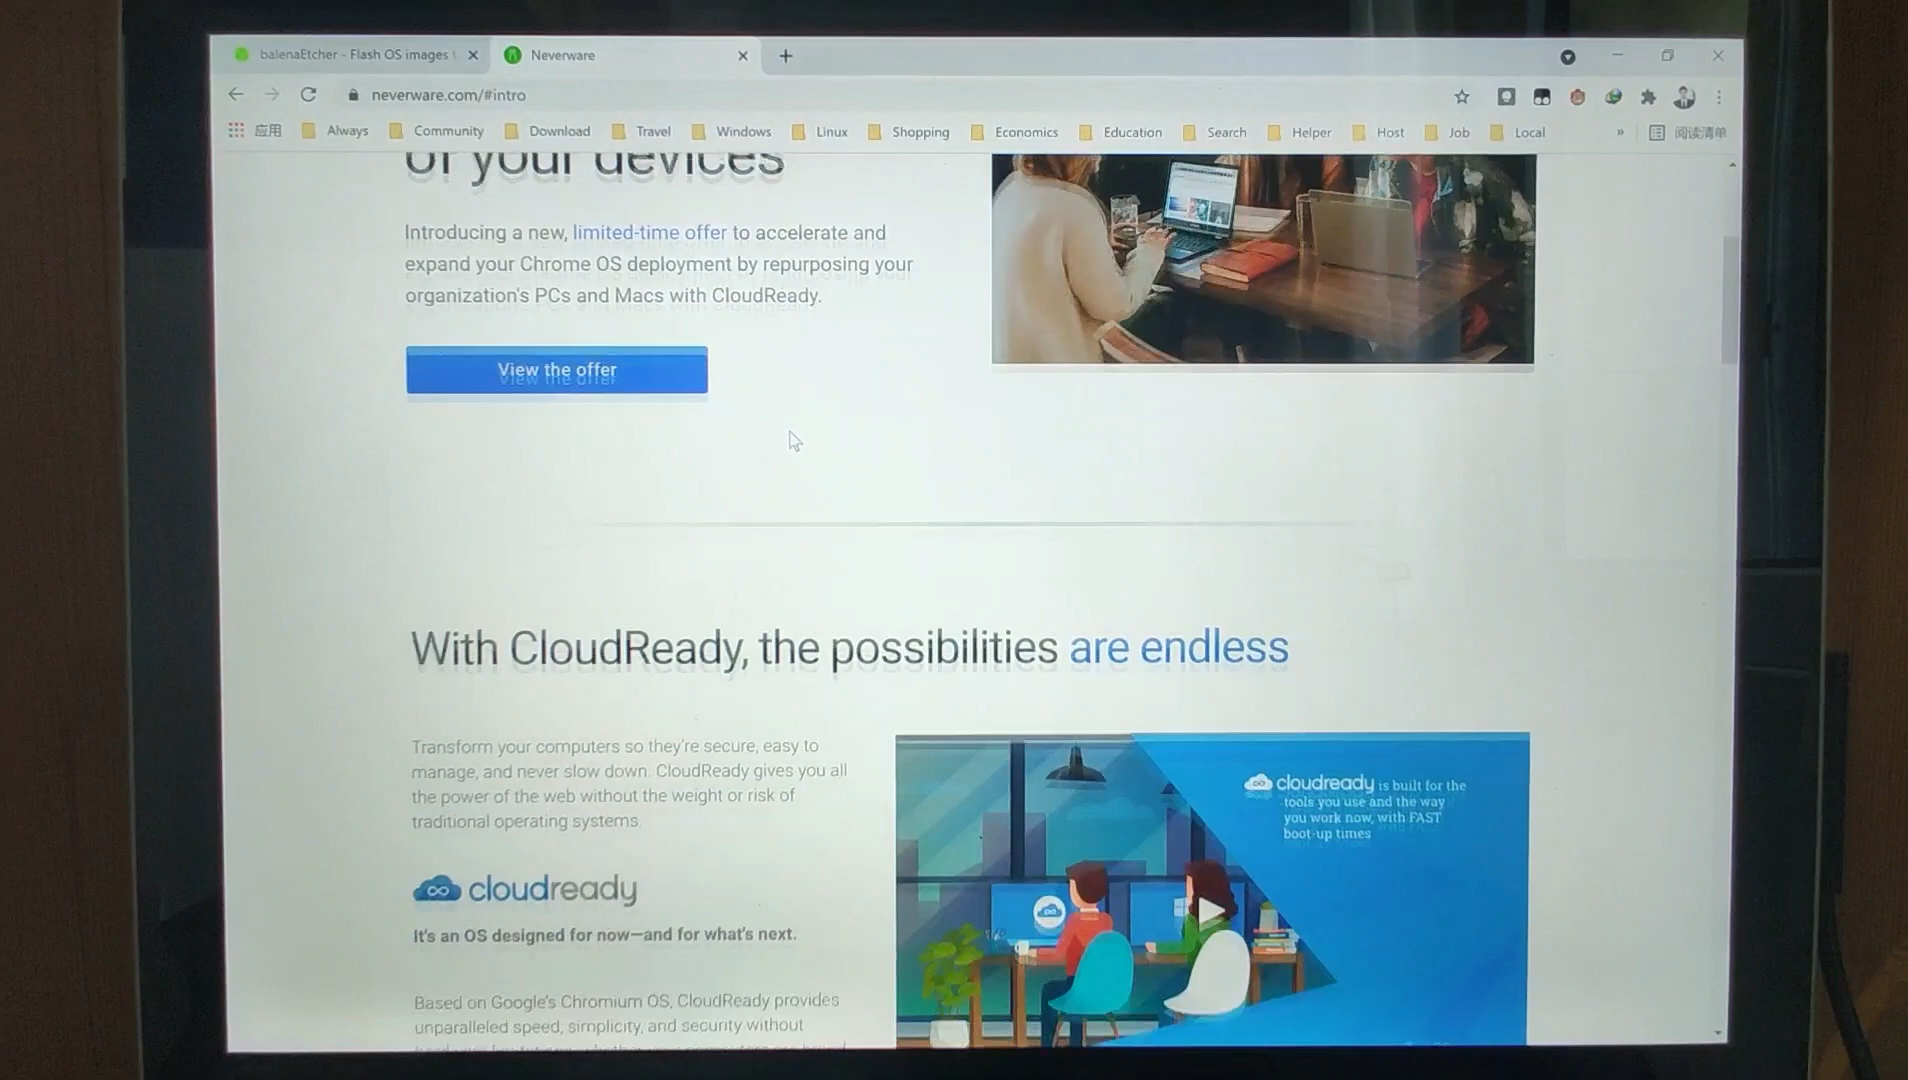 balenaEtcher - Flash OS images t
Neverware
neverware.com/#intro
应用 Always Community Download Travel Windows Linux Shopping Economics Education Search Helper Host Job Local » 阅读清单
of your devices
Introducing a new, limited-time offer to accelerate and
expand your Chrome OS deployment by repurposing your
organization's PCs and Macs with CloudReady.
View the offer
With CloudReady, the possibilities are endless
Transform your computers so they're secure, easy to
manage, and never slow down. CloudReady gives you all
the power of the web without the weight or risk of
traditional operating systems.
cloudready
It's an OS designed for now—and for what's next.
Based on Google's Chromium OS, CloudReady provides
unparalleled speed, simplicity, and security without
cloudready is built for the
tools you use and the way
you work now, with FAST
boot-up times